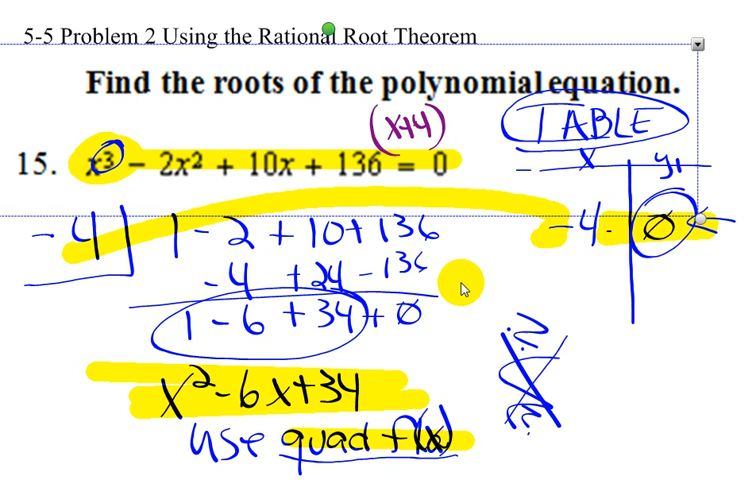 5-5 Problem 2 Using the Rational Root Theorem
Find the roots of the polynomial equation.
(x+4)
TABLE
15. x³ − 2x² + 10x + 136 = 0
x y₁
-4 1 - 2 + 10 + 136
-4 0
- 4 + 24 - 136
1 - 6 + 34 + 0
x² - 6x + 34
use quad f(x)